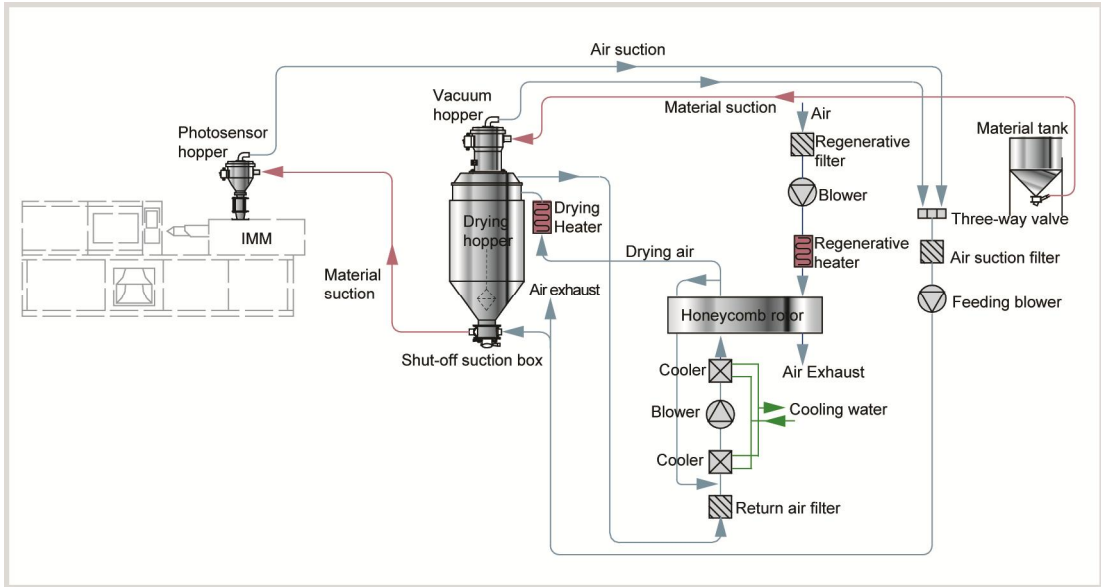 Air suction
Vacuum
hopper
Material suction
Air
Photosensor
hopper
Regenerative
filter
Material tank
Blower
Drying
Heater
Drying
hopper
Three-way valve
IMM
Drying air
Regenerative
heater
Air suction filter
Material
suction
Air exhaust
Feeding blower
Honeycomb rotor
Shut-off suction box
Cooler
Air Exhaust
Blower
Cooling water
Cooler
Return air filter